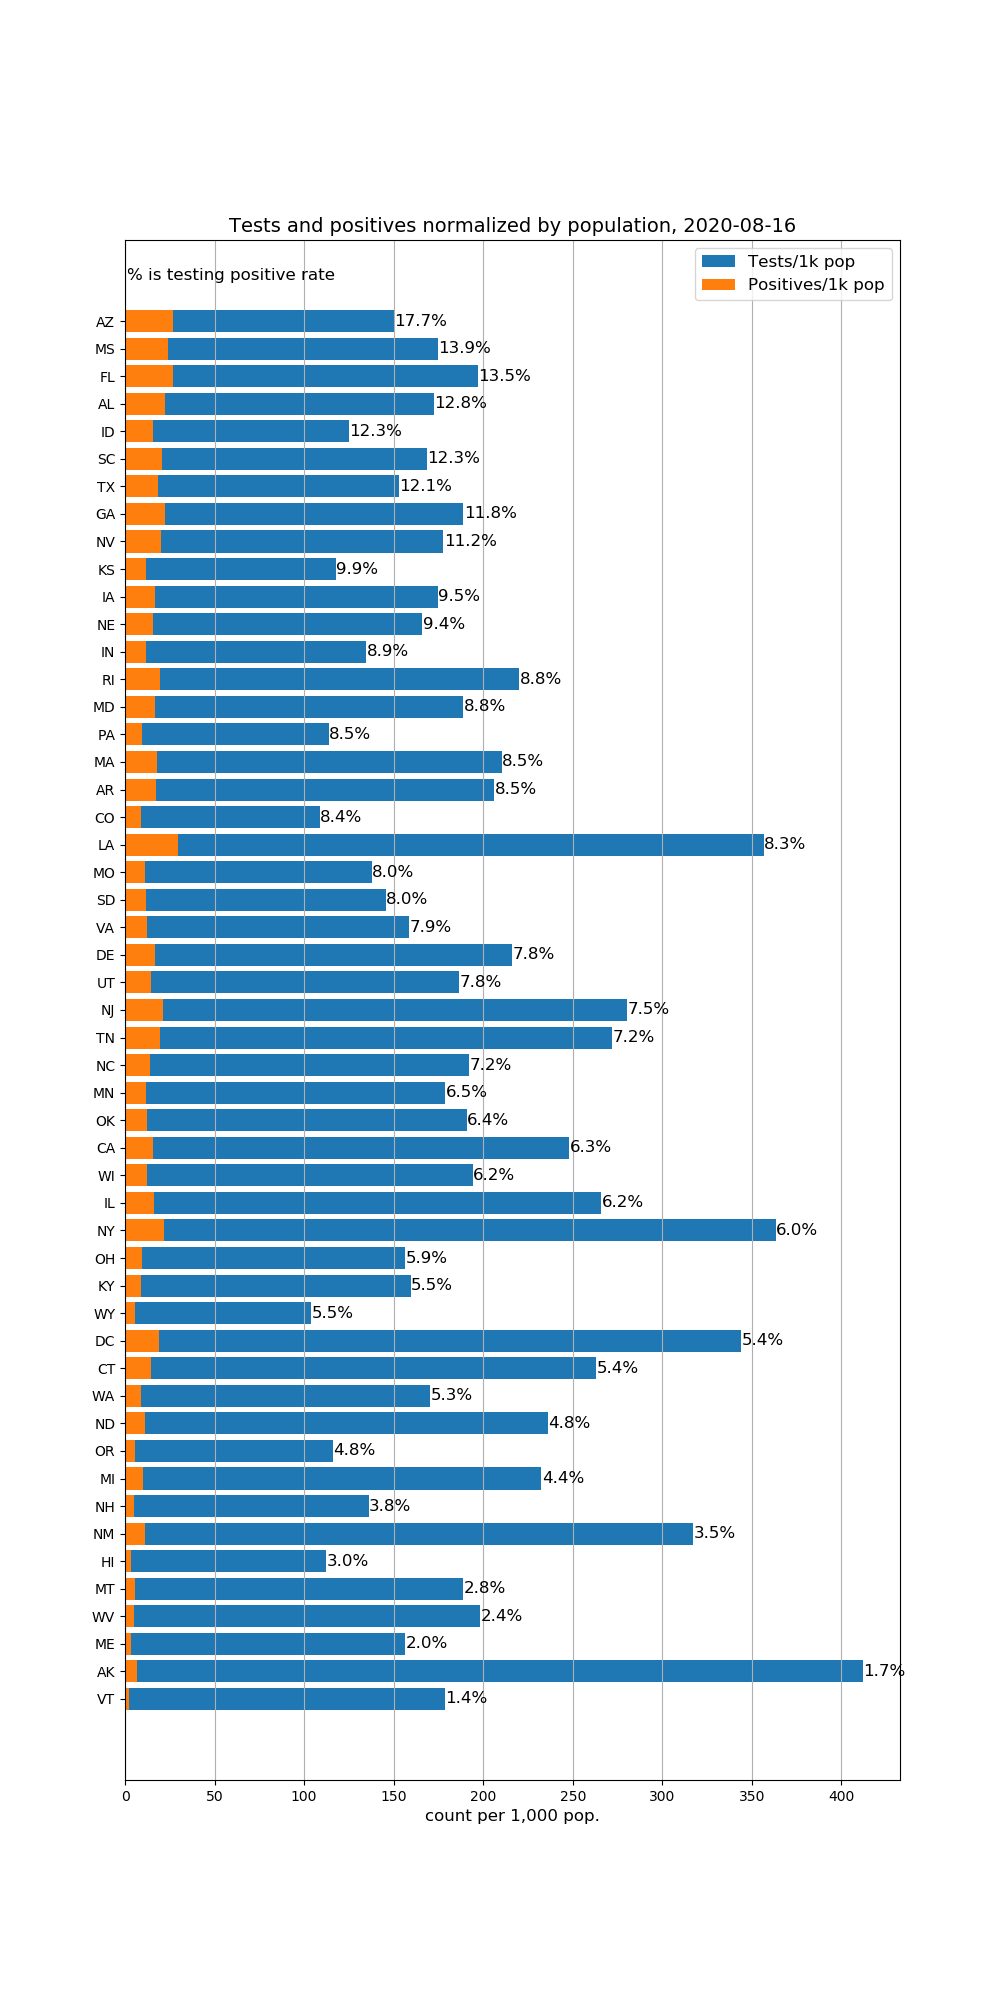 Tests and positives normalized by population, 2020-08-16
% is testing positive rate
Tests/1k pop
Positives/1k pop
AZ 17.7%
MS 13.9%
FL 13.5%
AL 12.8%
ID 12.3%
SC 12.3%
TX 12.1%
GA 11.8%
NV 11.2%
KS 9.9%
IA 9.5%
NE 9.4%
IN 8.9%
RI 8.8%
MD 8.8%
PA 8.5%
MA 8.5%
AR 8.5%
CO 8.4%
LA 8.3%
MO 8.0%
SD 8.0%
VA 7.9%
DE 7.8%
UT 7.8%
NJ 7.5%
TN 7.2%
NC 7.2%
MN 6.5%
OK 6.4%
CA 6.3%
WI 6.2%
IL 6.2%
NY 6.0%
OH 5.9%
KY 5.5%
WY 5.5%
DC 5.4%
CT 5.4%
WA 5.3%
ND 4.8%
OR 4.8%
MI 4.4%
NH 3.8%
NM 3.5%
HI 3.0%
MT 2.8%
WV 2.4%
ME 2.0%
AK 1.7%
VT 1.4%
0 50 100 150 200 250 300 350 400
count per 1,000 pop.